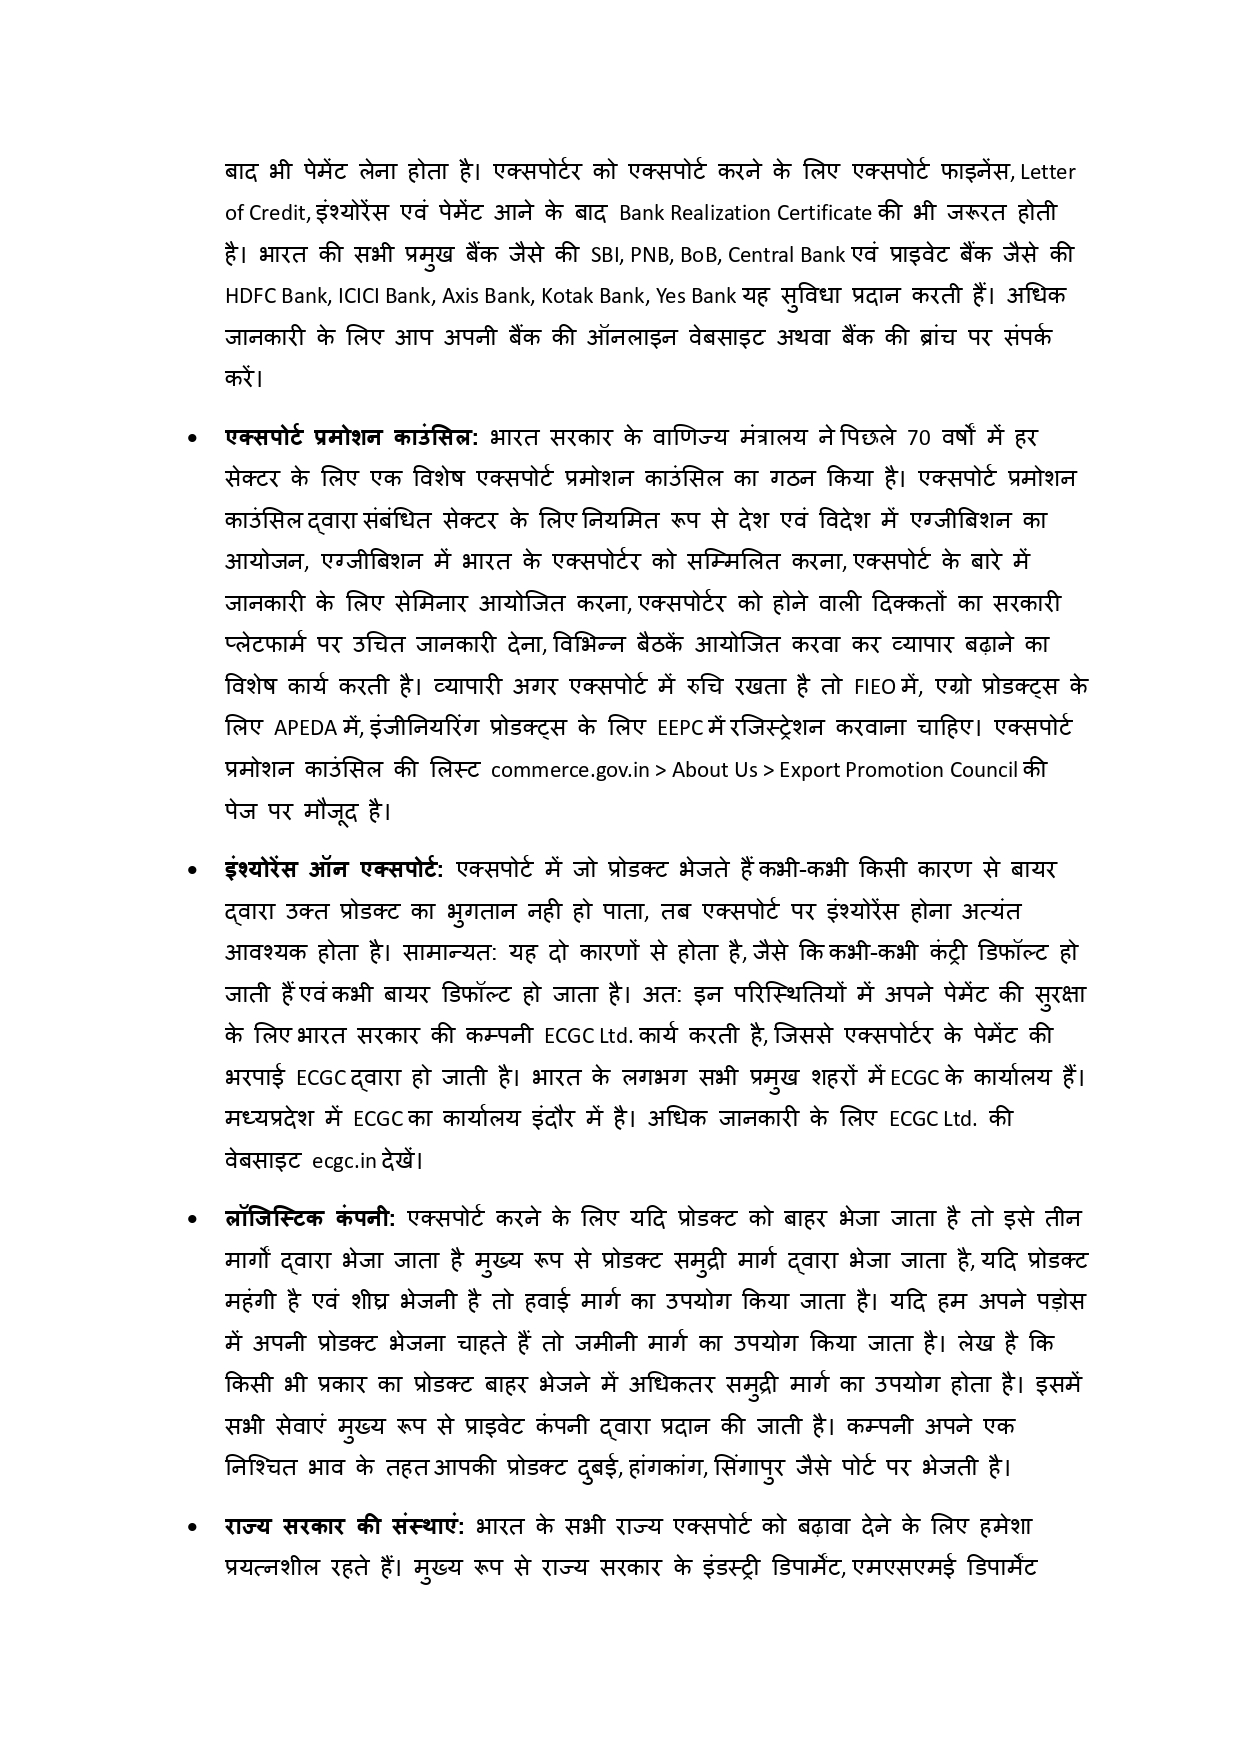 बाद भी पेमेंट लेना होता है। एक्सपोर्टर को एक्सपोर्ट करने के लिए एक्सपोर्ट फाइनेंस, Letter
of Credit, इंश्योरेंस एवं पेमेंट आने के बाद Bank Realization Certificate की भी जरूरत होती
है। भारत की सभी प्रमुख बैंक जैसे की SBI, PNB, BoB, Central Bank एवं प्राइवेट बैंक जैसे की
HDFC Bank, ICICI Bank, Axis Bank, Kotak Bank, Yes Bank यह सुविधा प्रदान करती हैं। अधिक
जानकारी के लिए आप अपनी बैंक की ऑनलाइन वेबसाइट अथवा बैंक की ब्रांच पर संपर्क
करें।
• एक्सपोर्ट प्रमोशन काउंसिल: भारत सरकार के वाणिज्य मंत्रालय ने पिछले 70 वर्षों में हर
सेक्टर के लिए एक विशेष एक्सपोर्ट प्रमोशन काउंसिल का गठन किया है। एक्सपोर्ट प्रमोशन
काउंसिल द्वारा संबंधित सेक्टर के लिए नियमित रूप से देश एवं विदेश में एग्जीबिशन का
आयोजन, एग्जीबिशन में भारत के एक्सपोर्टर को सम्मिलित करना, एक्सपोर्ट के बारे में
जानकारी के लिए सेमिनार आयोजित करना, एक्सपोर्टर को होने वाली दिक्कतों का सरकारी
प्लेटफार्म पर उचित जानकारी देना, विभिन्न बैठकें आयोजित करवा कर व्यापार बढ़ाने का
विशेष कार्य करती है। व्यापारी अगर एक्सपोर्ट में रुचि रखता है तो FIEO में, एग्रो प्रोडक्ट्स के
लिए APEDA में, इंजीनियरिंग प्रोडक्ट्स के लिए EEPC में रजिस्ट्रेशन करवाना चाहिए। एक्सपोर्ट
प्रमोशन काउंसिल की लिस्ट commerce.gov.in > About Us > Export Promotion Council की
पेज पर मौजूद है।
• इंश्योरेंस ऑन एक्सपोर्ट: एक्सपोर्ट में जो प्रोडक्ट भेजते हैं कभी-कभी किसी कारण से बायर
द्वारा उक्त प्रोडक्ट का भुगतान नही हो पाता, तब एक्सपोर्ट पर इंश्योरेंस होना अत्यंत
आवश्यक होता है। सामान्यत: यह दो कारणों से होता है, जैसे कि कभी-कभी कंट्री डिफॉल्ट हो
जाती हैं एवं कभी बायर डिफॉल्ट हो जाता है। अत: इन परिस्थितियों में अपने पेमेंट की सुरक्षा
के लिए भारत सरकार की कम्पनी ECGC Ltd. कार्य करती है, जिससे एक्सपोर्टर के पेमेंट की
भरपाई ECGC द्वारा हो जाती है। भारत के लगभग सभी प्रमुख शहरों में ECGC के कार्यालय हैं।
मध्यप्रदेश में ECGC का कार्यालय इंदौर में है। अधिक जानकारी के लिए ECGC Ltd. की
वेबसाइट ecgc.in देखें।
• लॉजिस्टिक कंपनी: एक्सपोर्ट करने के लिए यदि प्रोडक्ट को बाहर भेजा जाता है तो इसे तीन
मार्गों द्वारा भेजा जाता है मुख्य रूप से प्रोडक्ट समुद्री मार्ग द्वारा भेजा जाता है, यदि प्रोडक्ट
महंगी है एवं शीघ्र भेजनी है तो हवाई मार्ग का उपयोग किया जाता है। यदि हम अपने पड़ोस
में अपनी प्रोडक्ट भेजना चाहते हैं तो जमीनी मार्ग का उपयोग किया जाता है। लेख है कि
किसी भी प्रकार का प्रोडक्ट बाहर भेजने में अधिकतर समुद्री मार्ग का उपयोग होता है। इसमें
सभी सेवाएं मुख्य रूप से प्राइवेट कंपनी द्वारा प्रदान की जाती है। कम्पनी अपने एक
निश्चित भाव के तहत आपकी प्रोडक्ट दुबई, हांगकांग, सिंगापुर जैसे पोर्ट पर भेजती है।
• राज्य सरकार की संस्थाएं: भारत के सभी राज्य एक्सपोर्ट को बढ़ावा देने के लिए हमेशा
प्रयत्नशील रहते हैं। मुख्य रूप से राज्य सरकार के इंडस्ट्री डिपार्मेंट, एमएसएमई डिपार्मेंट